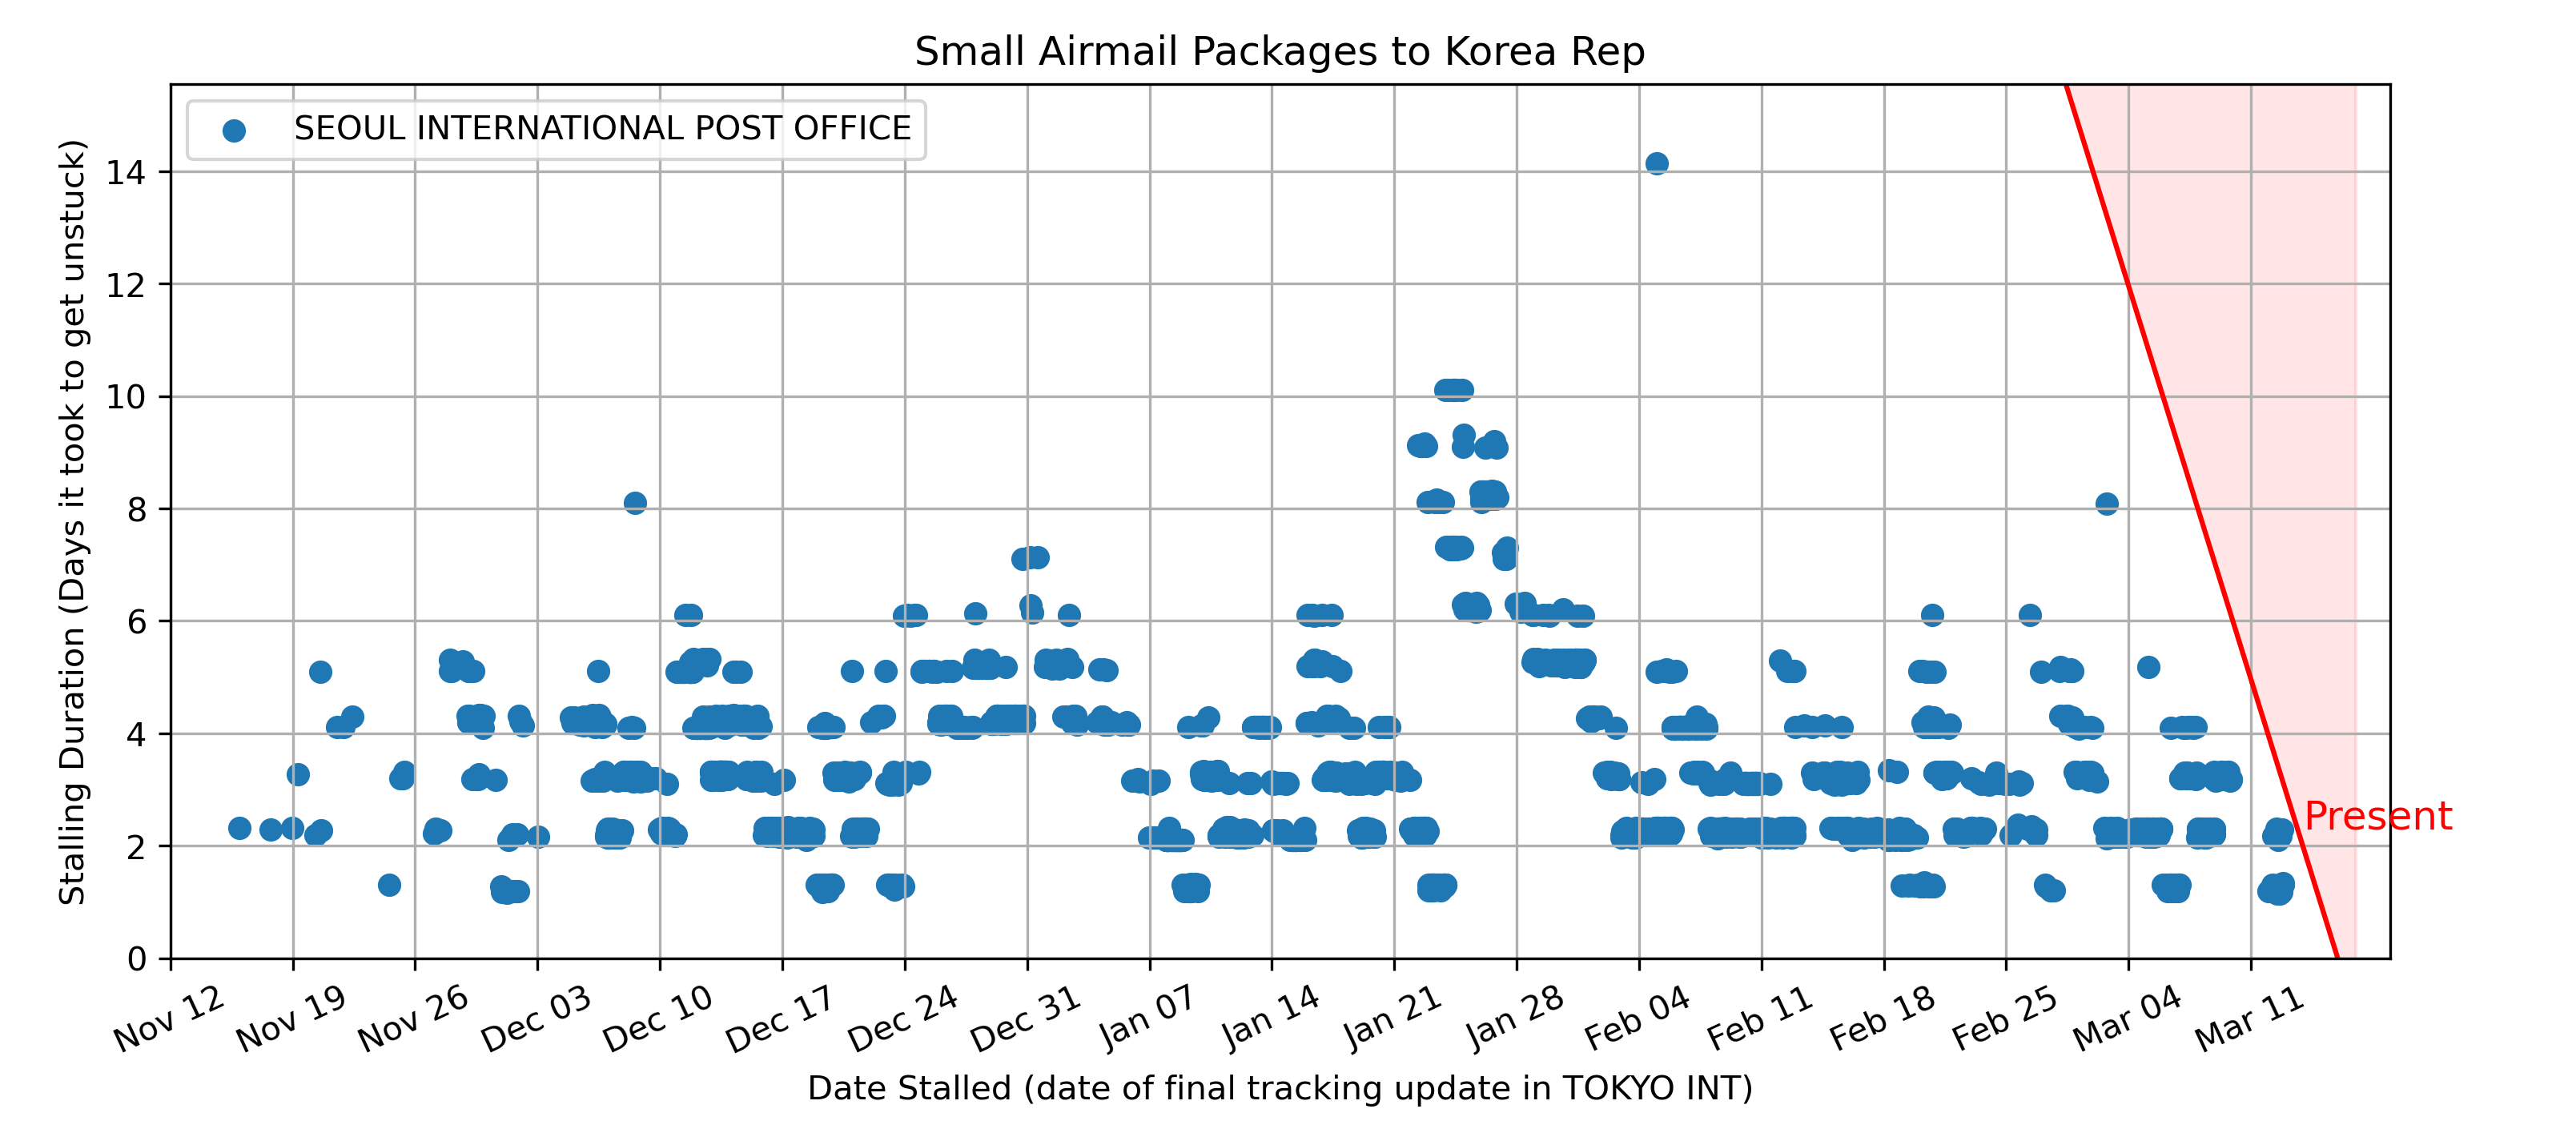 Small Airmail Packages to Korea Rep
SEOUL INTERNATIONAL POST OFFICE
Stalling Duration (Days it took to get unstuck)
14
12
10
8
6
4
2
0
Present
Nov 12
Nov 19
Nov 26
Dec 03
Dec 10
Dec 17
Dec 24
Dec 31
Jan 07
Jan 14
Jan 21
Jan 28
Feb 04
Feb 11
Feb 18
Feb 25
Mar 04
Mar 11
Date Stalled (date of final tracking update in TOKYO INT)